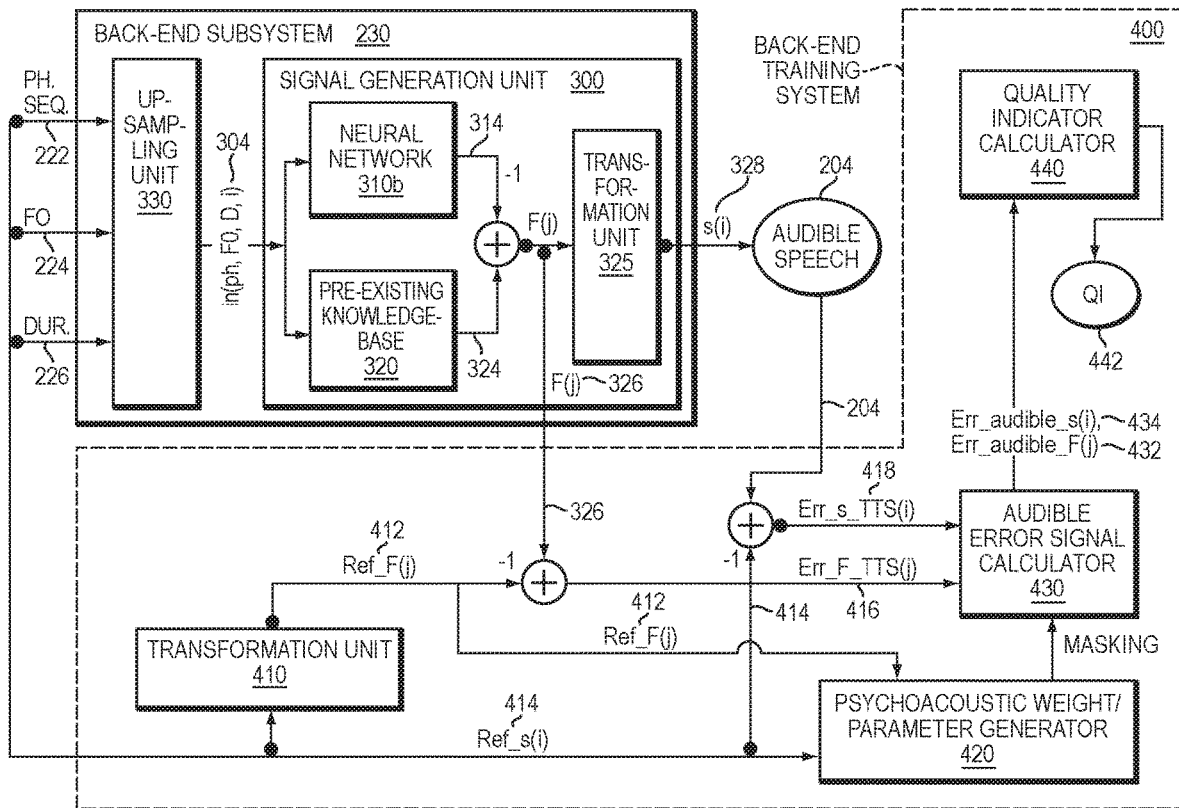 BACK-END SUBSYSTEM 230
SIGNAL GENERATION UNIT 300
BACK-END
TRAINING
SYSTEM
400
PH.
SEQ.
222
FO
224
DUR.
226
UP-
SAMP-
LING
UNIT
330
304
in(ph, F0, D, i)
NEURAL
NETWORK
310b
314
-1
+
PRE-EXISTING
KNOWLEDGE-
BASE
320
324
F(j)
TRANS-
FOR-
MATION
UNIT
325
F(j) 326
328
s(i)
204
AUDIBLE
SPEECH
204
QUALITY
INDICATOR
CALCULATOR
440
QI
442
Err_audible_s(i), 434
Err_audible_F(j) 432
326
412
Ref_F(j)
-1
+
+
-1
418
Err_s_TTS(i)
Err_F_TTS(j)
416
414
412
Ref_F(j)
AUDIBLE
ERROR SIGNAL
CALCULATOR
430
MASKING
TRANSFORMATION UNIT
410
414
Ref_s(i)
PSYCHOACOUSTIC WEIGHT/
PARAMETER GENERATOR
420